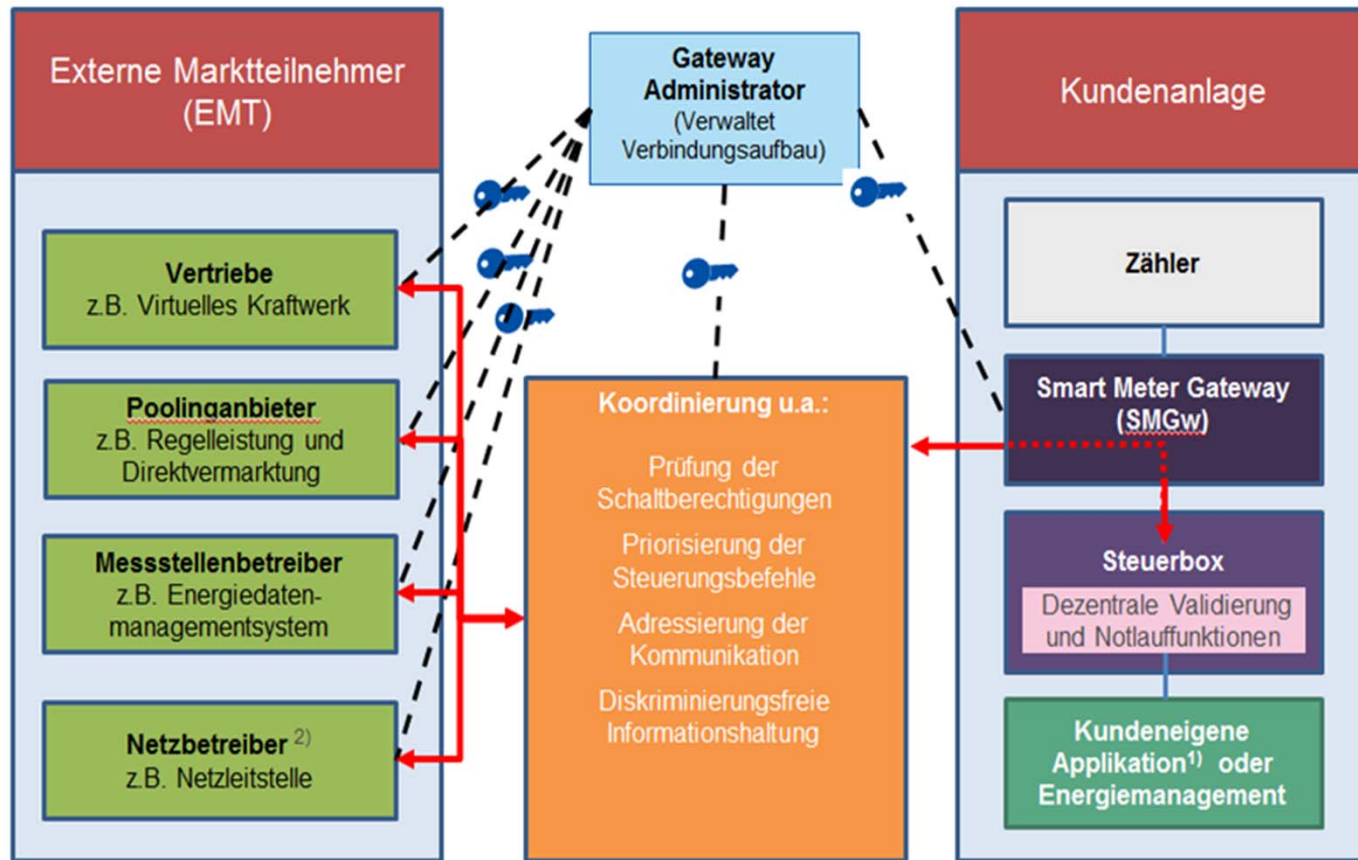 Externe Marktteilnehmer
(EMT)
Vertriebe
z.B. Virtuelles Kraftwerk
Poolinganbieter
z.B. Regelleistung und
Direktvermarktung
Messstellenbetreiber
z.B. Energiedaten-
managementsystem
Netzbetreiber 2)
z.B. Netzleitstelle
Gateway
Administrator
(Verwaltet
Verbindungsaufbau)
Koordinierung u.a.:
Prüfung der
Schaltberechtigungen
Priorisierung der
Steuerungsbefehle
Adressierung der
Kommunikation
Diskriminierungsfreie
Informationshaltung
Kundenanlage
Zähler
Smart Meter Gateway
(SMGw)
Steuerbox
Dezentrale Validierung
und Notlauffunktionen
Kundeneigene
Applikation1) oder
Energiemanagement